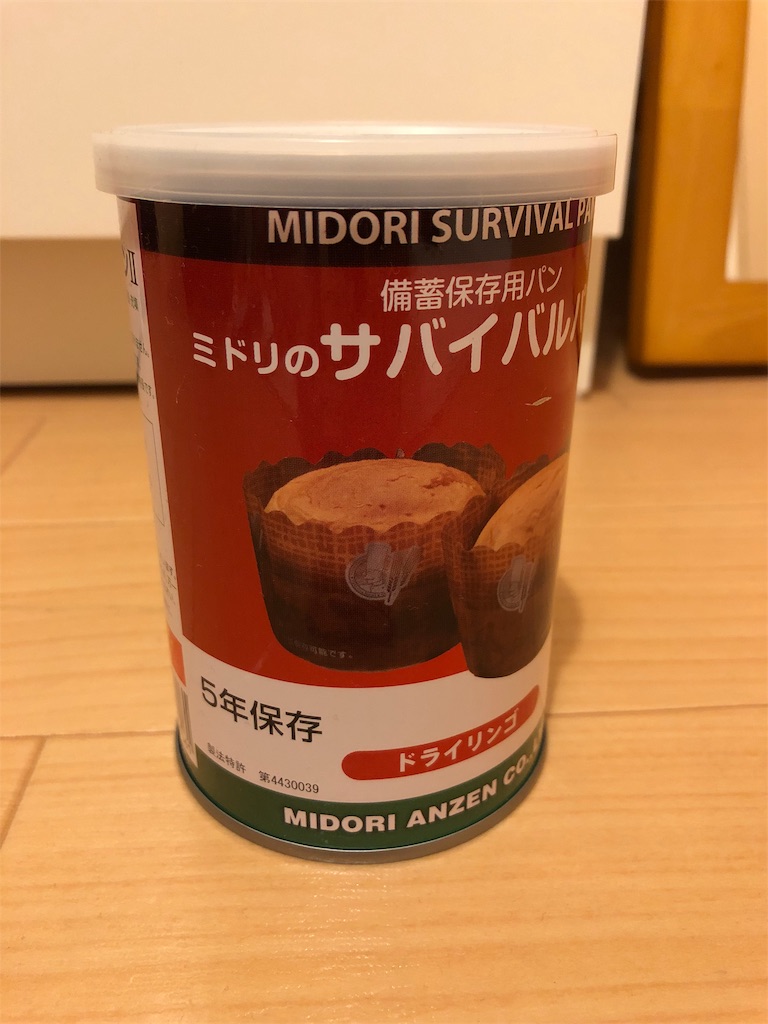 MIDORI SURVIVAL PA
備蓄保存用パン
ミドリのサバイバル
5年保存
ドライリンゴ
製法特許 第4430039
MIDORI ANZEN CO.